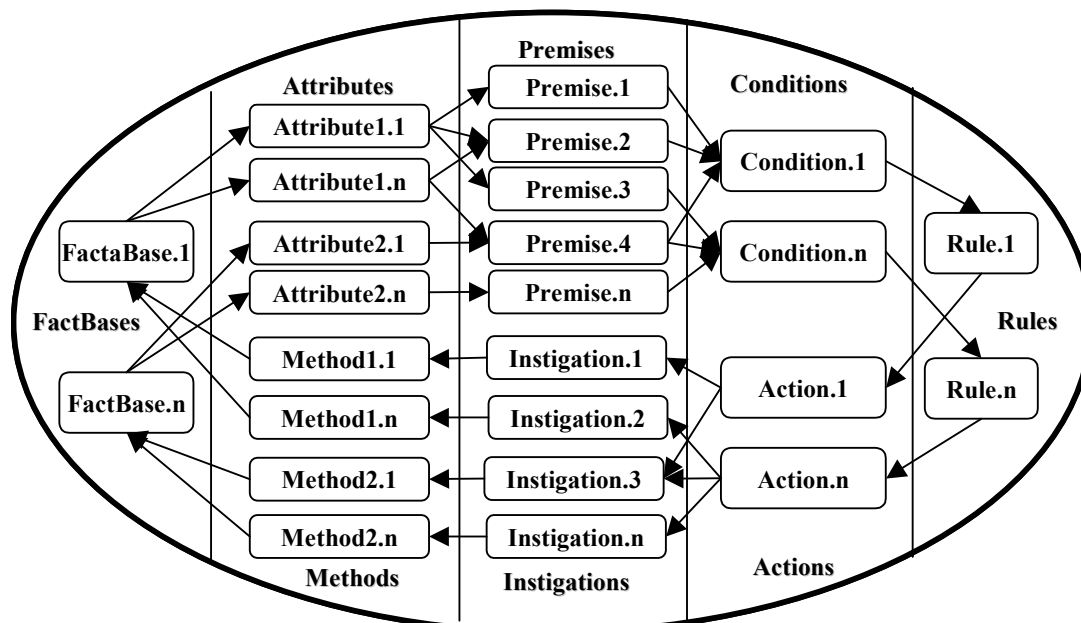 Premises
Attributes
Conditions
Premise.1
Attribute1.1
Premise.2
Condition.1
Attribute1.n
Premise.3
FactaBase.1
Attribute2.1
Premise.4
Condition.n
Rule.1
Attribute2.n
Premise.n
FactBases
Rules
Method1.1
Instigation.1
FactBase.n
Action.1
Rule.n
Method1.n
Instigation.2
Method2.1
Instigation.3
Action.n
Method2.n
Instigation.n
Methods
Instigations
Actions